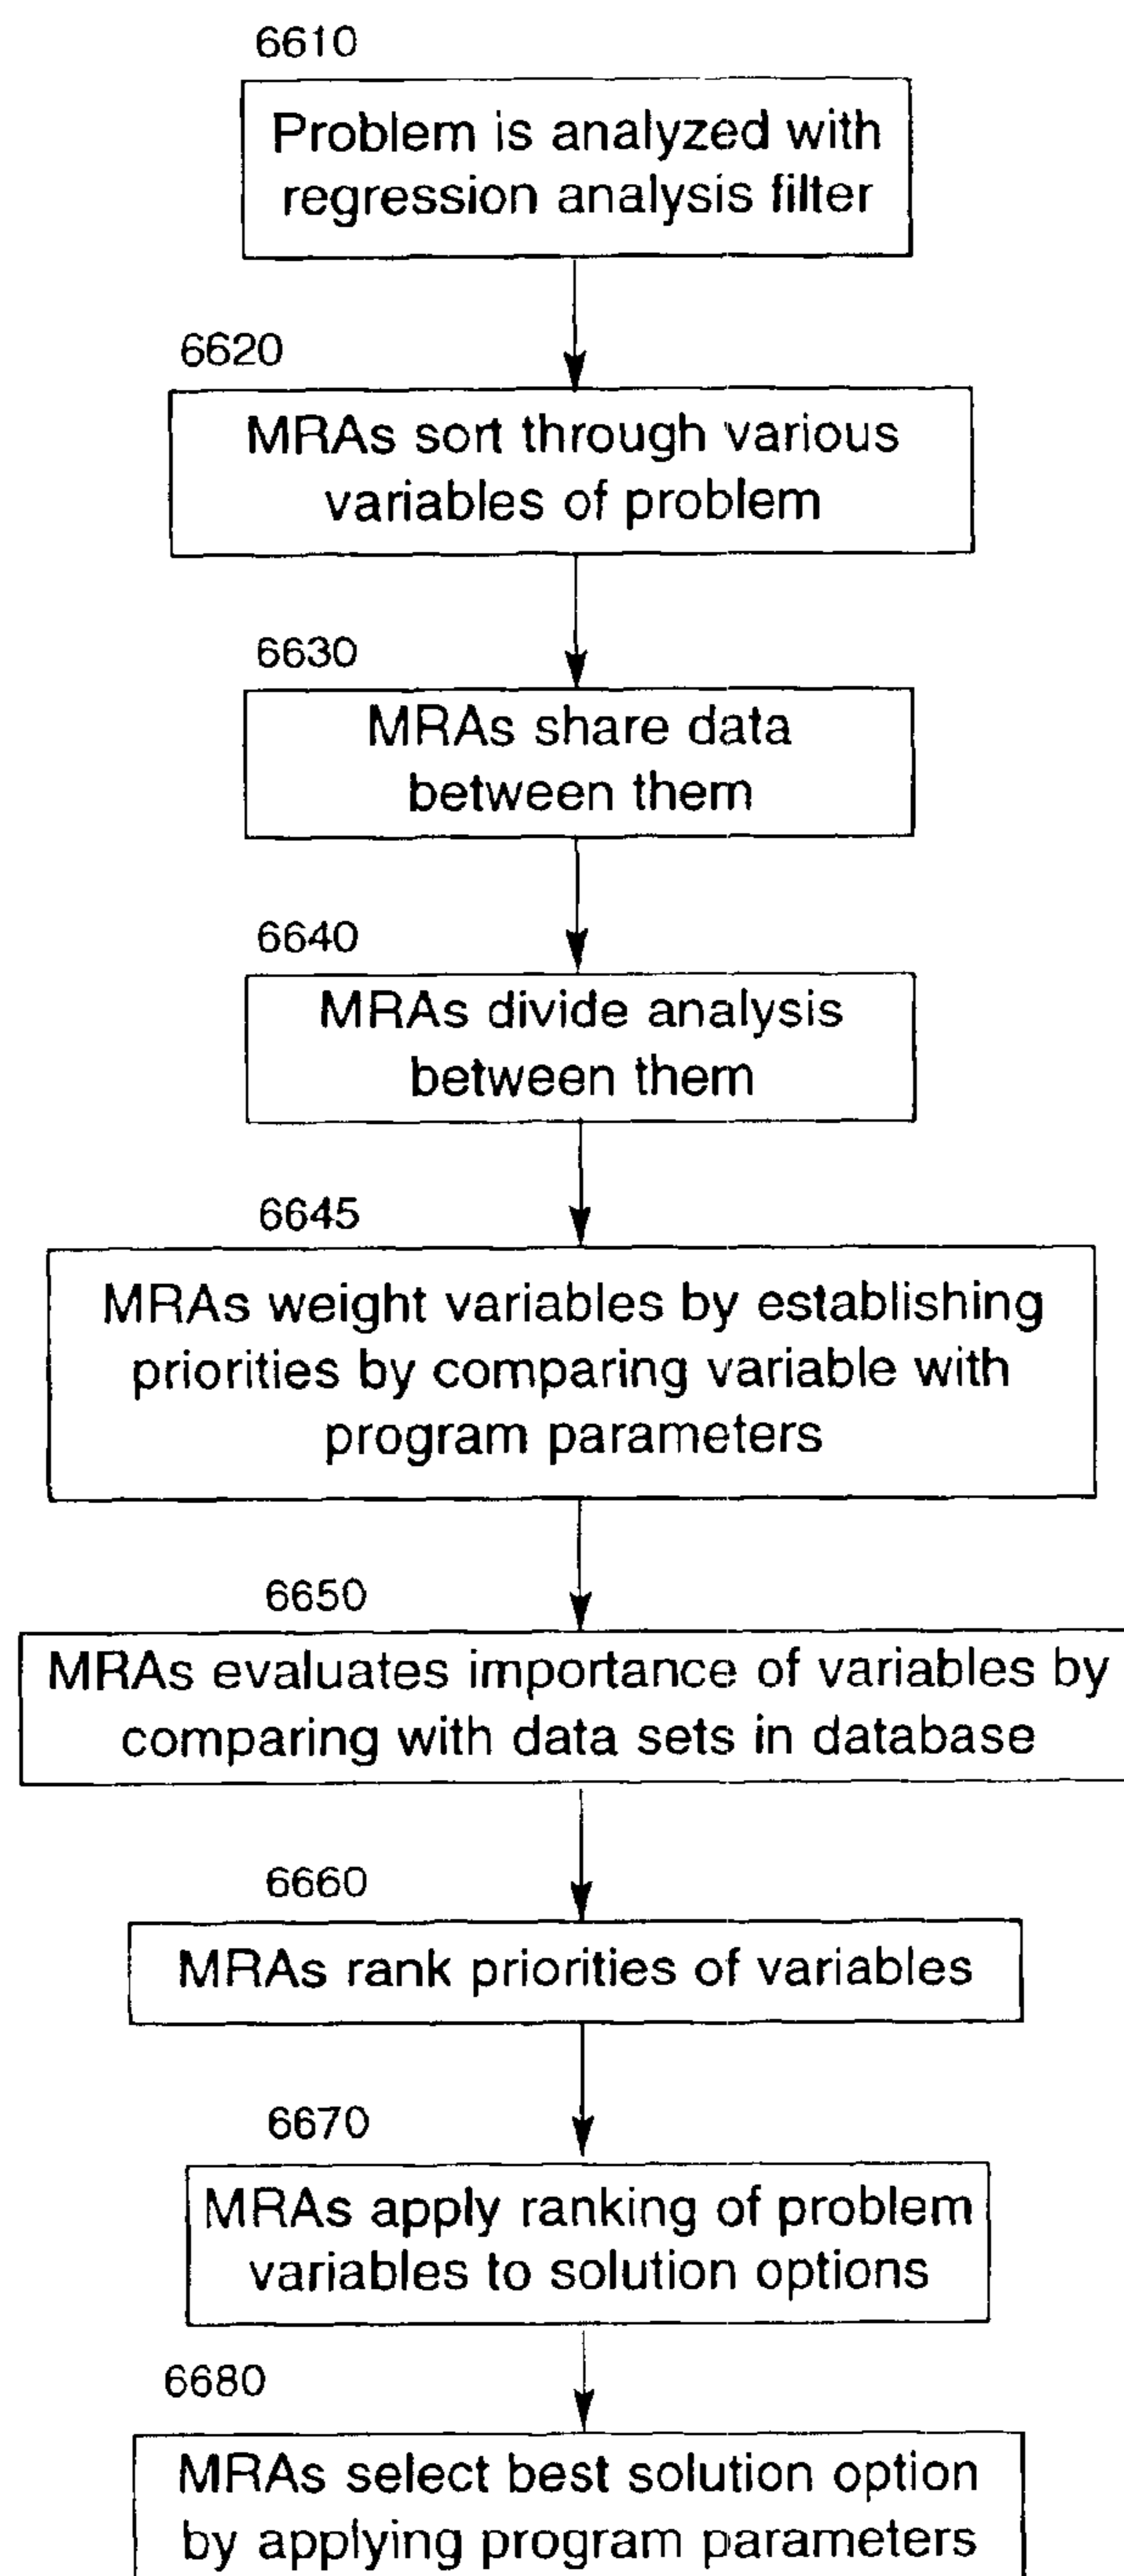 6610
Problem is analyzed with
regression analysis filter
6620
MRAs sort through various
variables of problem
6630
MRAs share data
between them
6640
MRAs divide analysis
between them
6645
MRAs weight variables by establishing
priorities by comparing variable with
program parameters
6650
MRAs evaluates importance of variables by
comparing with data sets in database
6660
MRAs rank priorities of variables
6670
MRAs apply ranking of problem
variables to solution options
6680
MRAs select best solution option
by applying program parameters